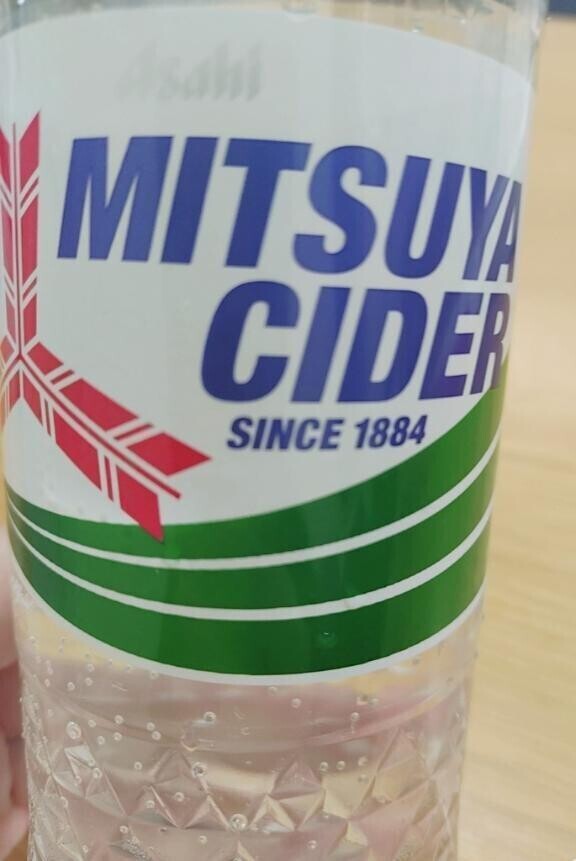 Asahi
MITSUYA
CIDER
SINCE 1884